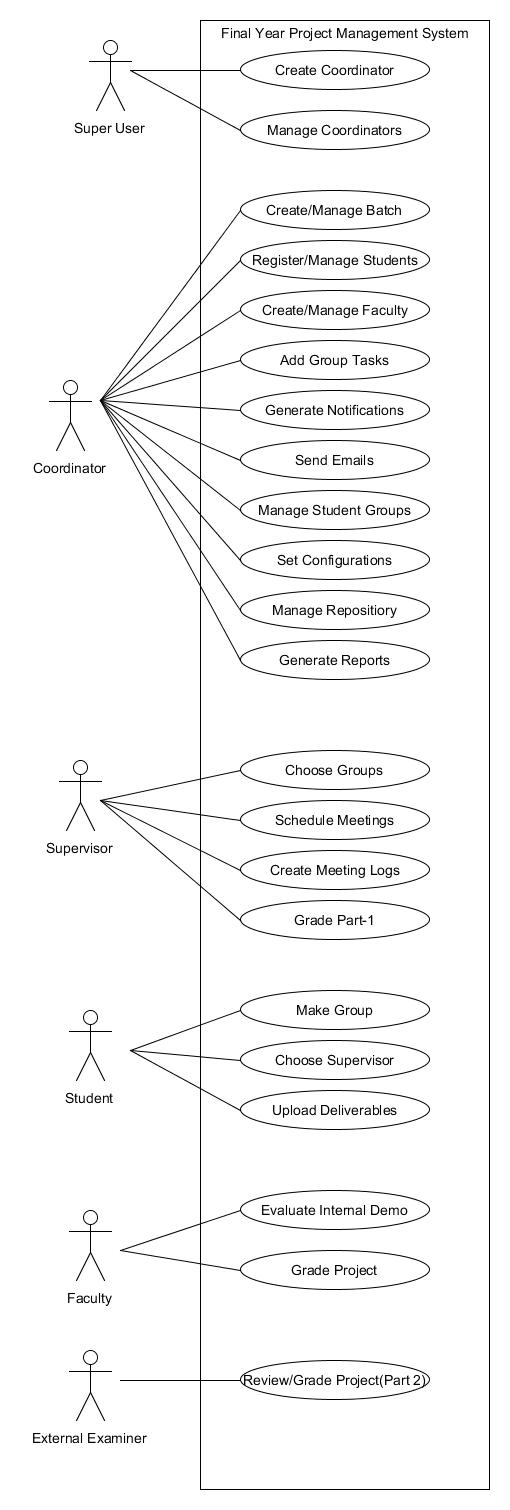 Final Year Project Management System
Create Coordinator
Super User
Manage Coordinators
Create/Manage Batch
Register/Manage Students
Create/Manage Faculty
Add Group Tasks
Generate Notifications
Send Emails
Coordinator
Manage Student Groups
Set Configurations
Manage Repositiory
Generate Reports
Choose Groups
Schedule Meetings
Supervisor
Create Meeting Logs
Grade Part-1
Make Group
Choose Supervisor
Student
Upload Deliverables
Evaluate Internal Demo
Grade Project
Faculty
Review/Grade Project(Part 2)
External Examiner